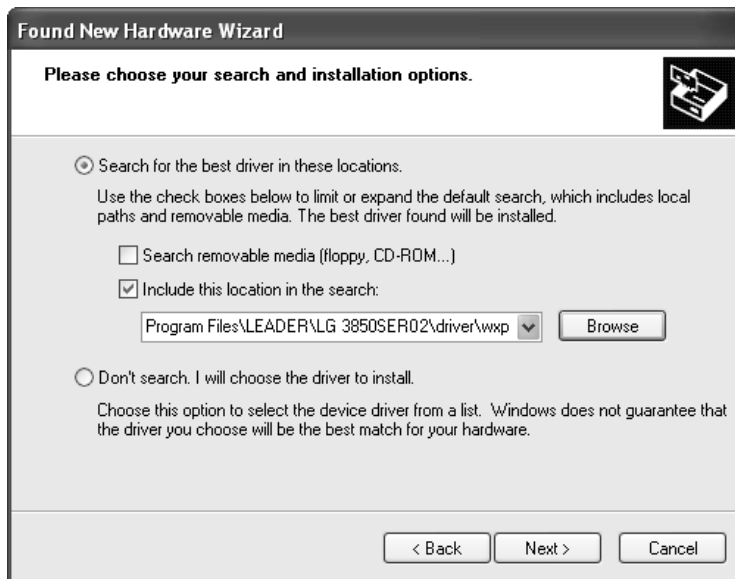 Found New Hardware Wizard
Please choose your search and installation options.
Search for the best driver in these locations.
Use the check boxes below to limit or expand the default search, which includes local
paths and removable media. The best driver found will be installed.
Search removable media (floppy, CD-ROM...)
Include this location in the search:
Program Files\LEADER\LG 3850SER02\driver\wxp
Browse
Don't search. I will choose the driver to install.
Choose this option to select the device driver from a list. Windows does not guarantee that
the driver you choose will be the best match for your hardware.
< Back Next > Cancel